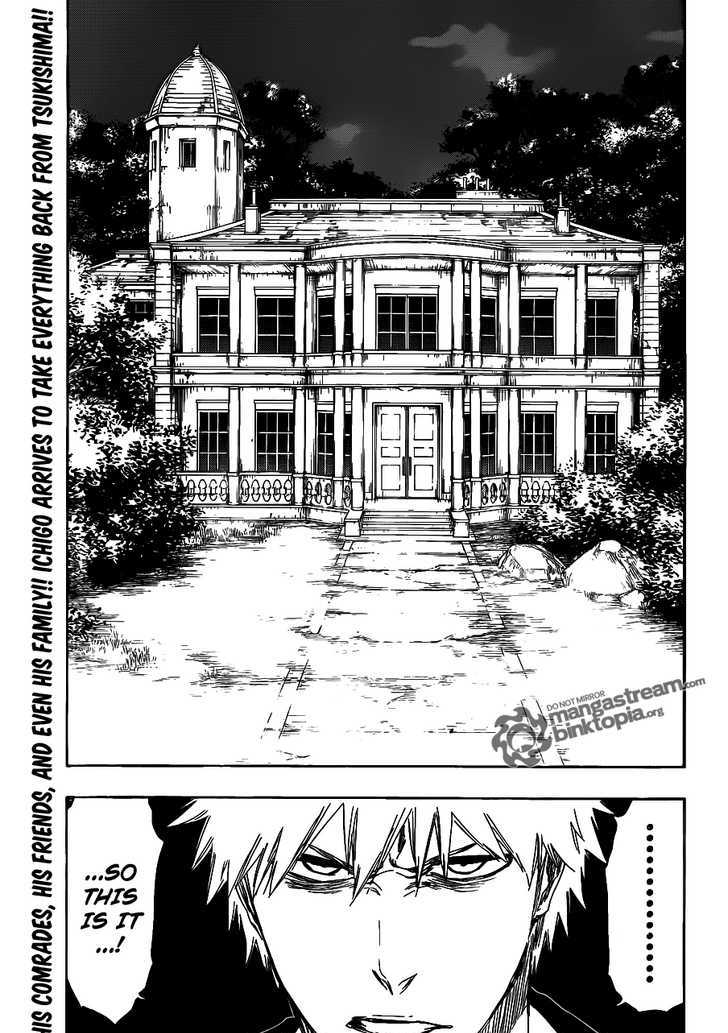 HIS COMRADES, HIS FRIENDS, AND EVEN HIS FAMILY!! ICHIGO ARRIVES TO TAKE EVERYTHING BACK FROM TSUKISHIMA!!
DO NOT MIRROR
mangastream.com
binktopia.org
..........
...SO
THIS
IS IT
...!